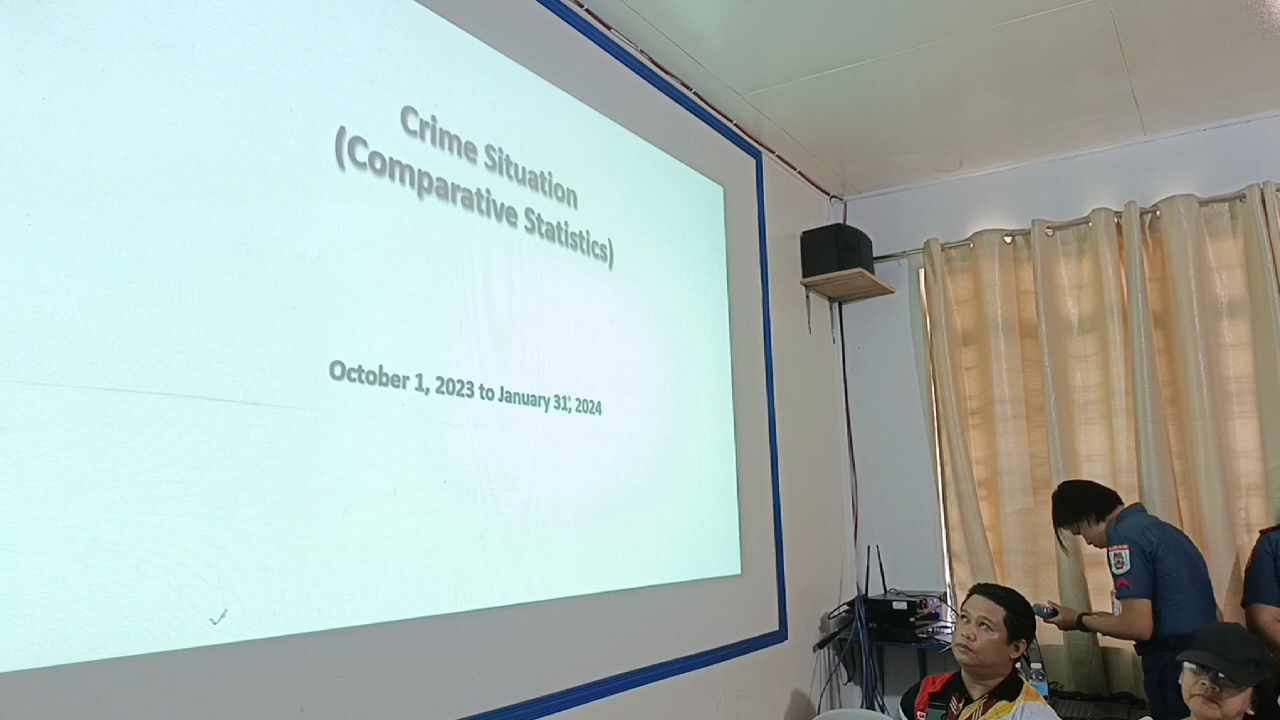 Crime Situation
(Comparative Statistics)
October 1, 2023 to January 31, 2024